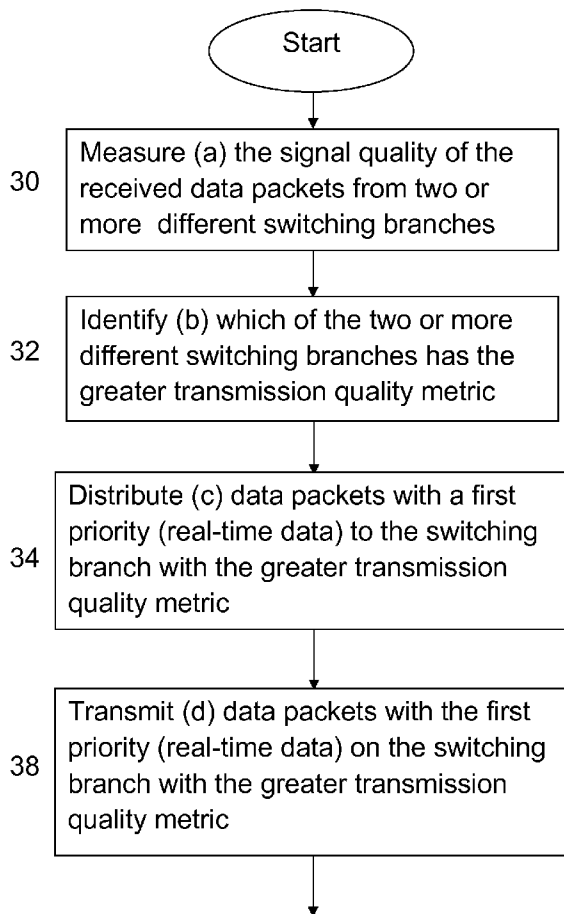 Start
30
Measure (a) the signal quality of the
received data packets from two or
more different switching branches
32
Identify (b) which of the two or more
different switching branches has the
greater transmission quality metric
34
Distribute (c) data packets with a first
priority (real-time data) to the switching
branch with the greater transmission
quality metric
38
Transmit (d) data packets with the first
priority (real-time data) on the switching
branch with the greater transmission
quality metric